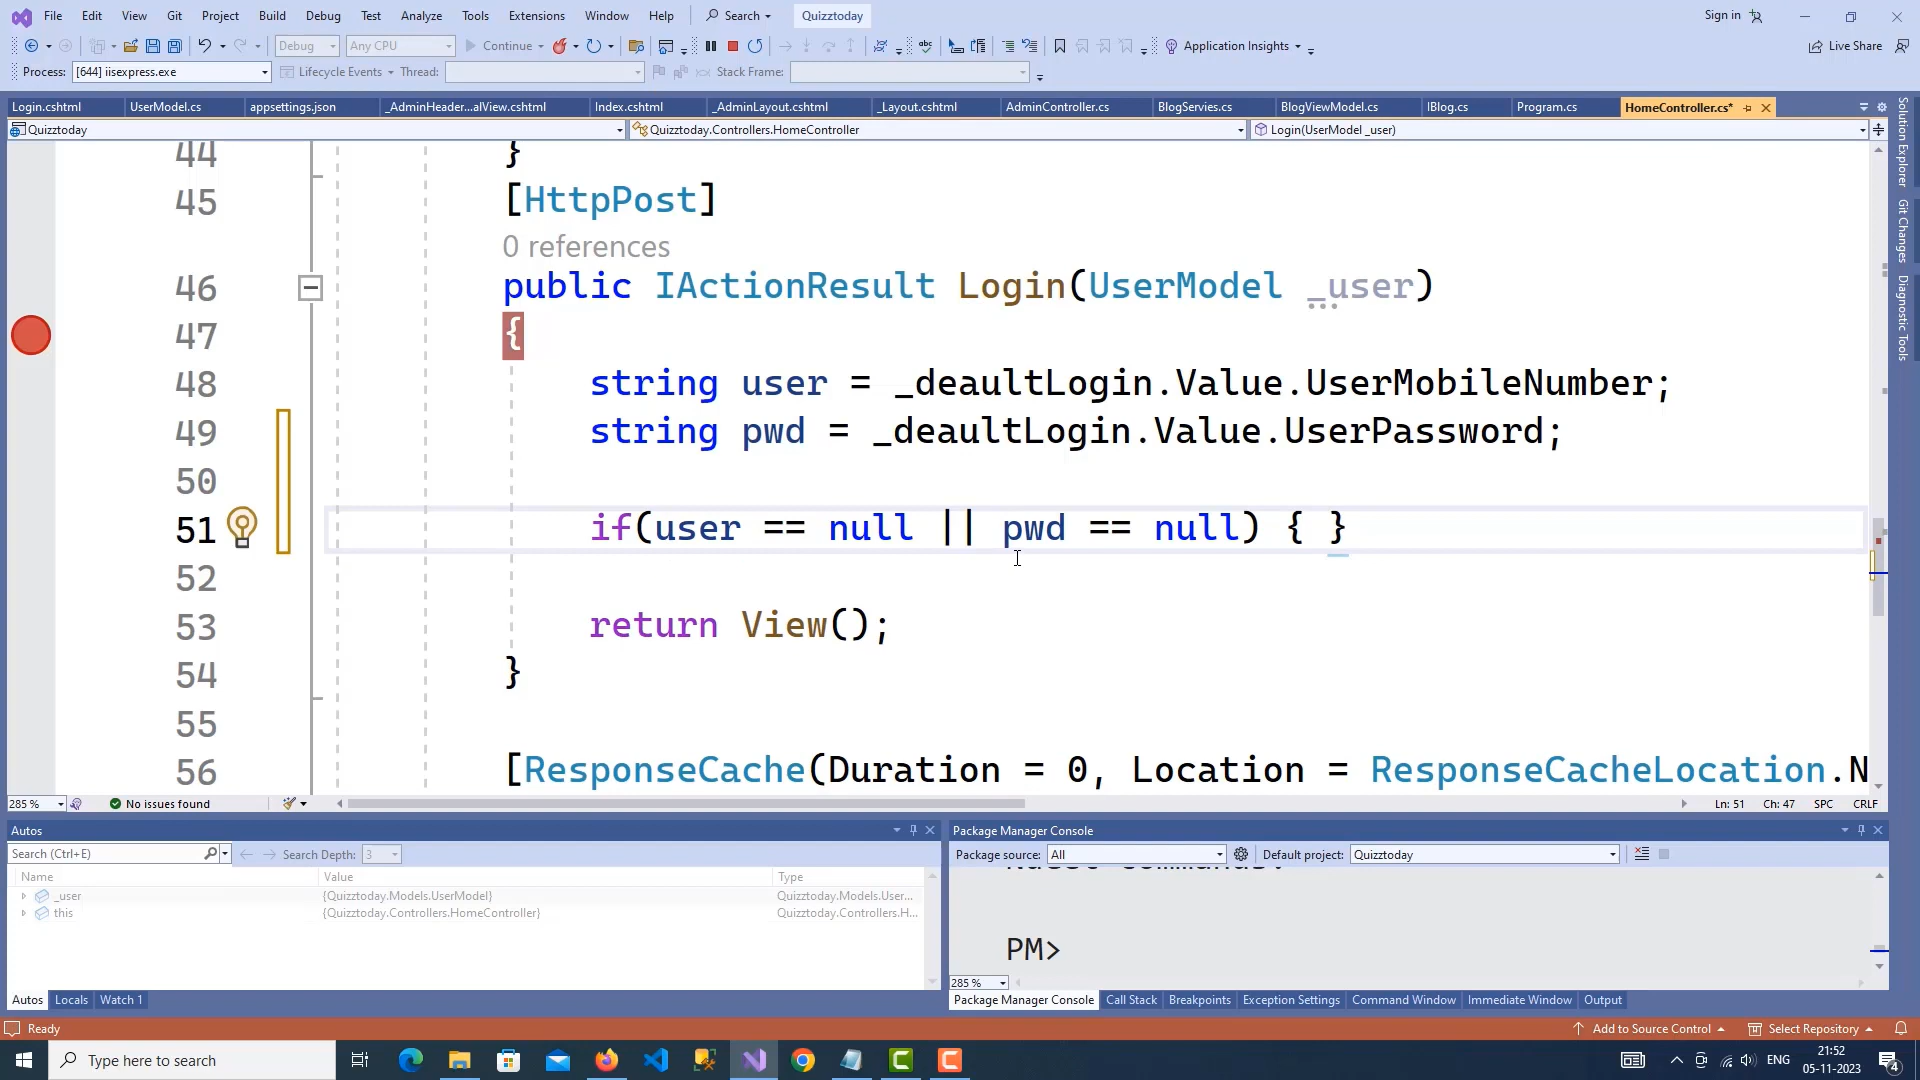 File Edit View Git Project Build Debug Test Analyze Tools Extensions Window Help Search Quizztoday Sign in
Debug Any CPU Continue Application Insights Live Share
Process: [644] iisexpress.exe Lifecycle Events Thread: Stack Frame:
Login.cshtml UserModel.cs appsettings.json _AdminHeader...alView.cshtml Index.cshtml _AdminLayout.cshtml _Layout.cshtml AdminController.cs BlogServies.cs BlogViewModel.cs IBlog.cs Program.cs HomeController.cs*
Quizztoday Quizztoday.Controllers.HomeController Login(UserModel _user)
Solution Explorer
Git Changes
Diagnostic Tools
44 }
45 [HttpPost]
0 references
46 public IActionResult Login(UserModel _user)
47 {
48 string user = _deaultLogin.Value.UserMobileNumber;
49 string pwd = _deaultLogin.Value.UserPassword;
50
51 if(user == null || pwd == null) { }
52
53 return View();
54 }
55
56 [ResponseCache(Duration = 0, Location = ResponseCacheLocation.N
285 % No issues found Ln: 51 Ch: 47 SPC CRLF
Autos
Search (Ctrl+E) Search Depth: 3
Name Value Type
_user {Quizztoday.Models.UserModel} Quizztoday.Models.User...
this {Quizztoday.Controllers.HomeController} Quizztoday.Controllers.H...
Autos Locals Watch 1
Package Manager Console
Package source: All Default project: Quizztoday
PM>
285 %
Package Manager Console Call Stack Breakpoints Exception Settings Command Window Immediate Window Output
Ready Add to Source Control Select Repository
Type here to search ENG 21:52
05-11-2023
4